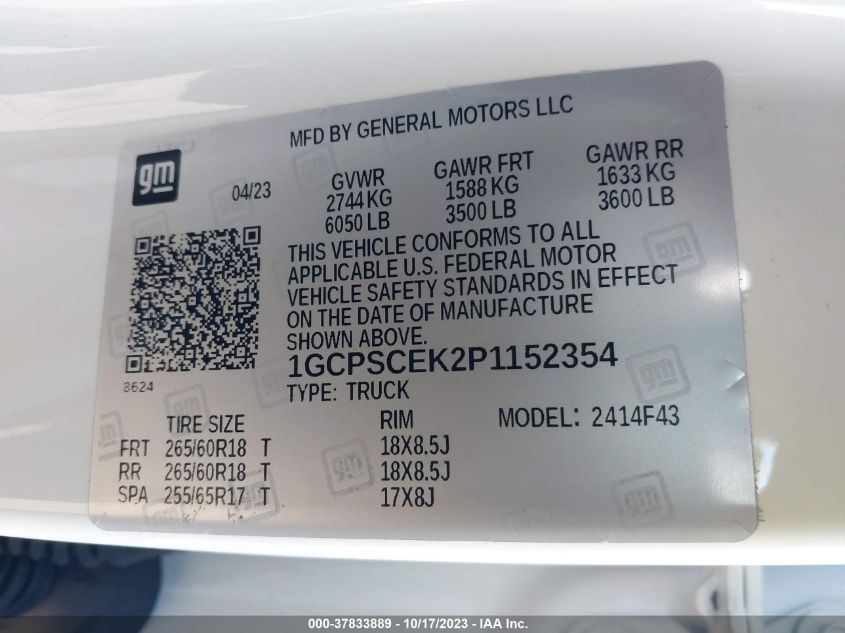 MFD BY GENERAL MOTORS LLC
gm
04/23
GVWR GAWR FRT GAWR RR
2744 KG 1588 KG 1633 KG
6050 LB 3500 LB 3600 LB
THIS VEHICLE CONFORMS TO ALL
APPLICABLE U.S. FEDERAL MOTOR
VEHICLE SAFETY STANDARDS IN EFFECT
ON THE DATE OF MANUFACTURE
SHOWN ABOVE.
1GCPSCEK2P1152354
8624
TYPE: TRUCK
TIRE SIZE RIM MODEL: 2414F43
FRT 265/60R18 T 18X8.5J
RR 265/60R18 T 18X8.5J
SPA 255/65R17 T 17X8J
000-37833889 - 10/17/2023 - IAA Inc.